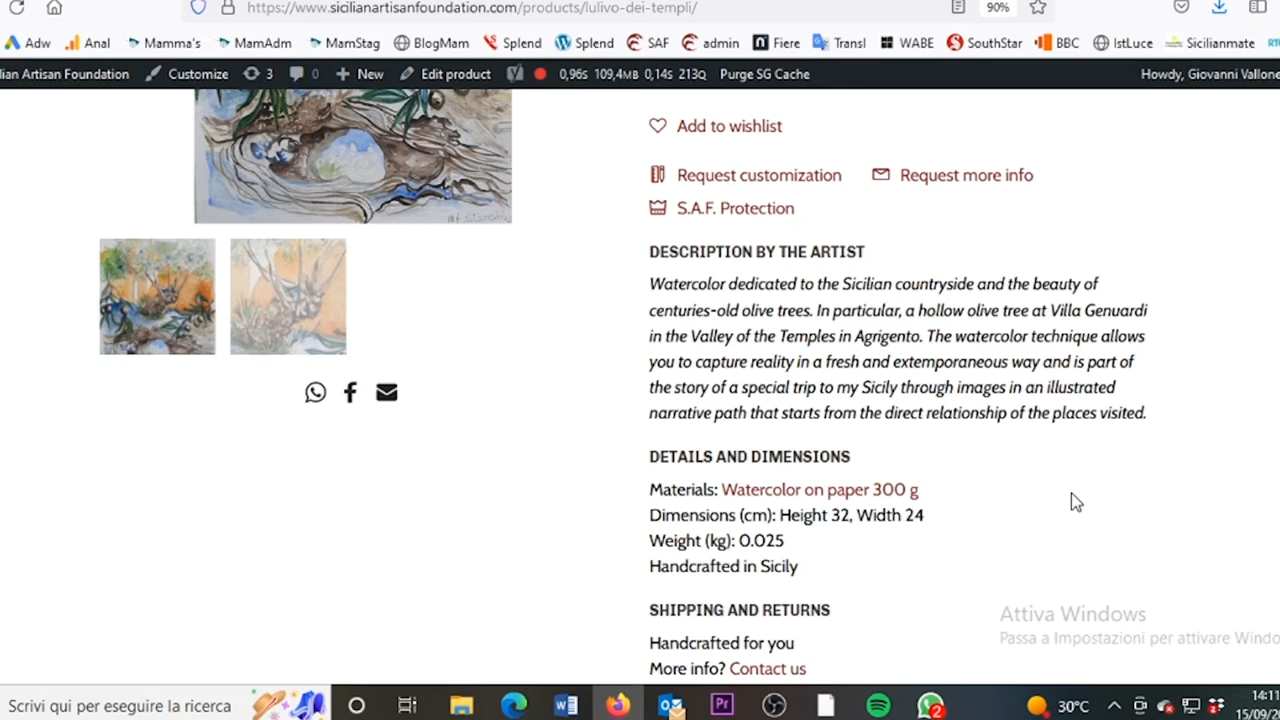 https://www.sicilianartisanfoundation.com/products/lulivo-dei-templi/
90%
Adw
Anal
Mamma's
MamAdm
MamStag
BlogMam
Splend
Splend
SAF
admin
Fiere
Transl
WABE
SouthStar
BBC
IstLuce
Sicilianmate
lian Artisan Foundation
Customize
3
0
New
Edit product
0,96s 109,4MB 0,14s 213Q
Purge SG Cache
Howdy, Giovanni Vallone
Add to wishlist
Request customization
Request more info
S.A.F. Protection
DESCRIPTION BY THE ARTIST
Watercolor dedicated to the Sicilian countryside and the beauty of
centuries-old olive trees. In particular, a hollow olive tree at Villa Genuardi
in the Valley of the Temples in Agrigento. The watercolor technique allows
you to capture reality in a fresh and extemporaneous way and is part of
the story of a special trip to my Sicily through images in an illustrated
narrative path that starts from the direct relationship of the places visited.
DETAILS AND DIMENSIONS
Materials: Watercolor on paper 300 g
Dimensions (cm): Height 32, Width 24
Weight (kg): 0.025
Handcrafted in Sicily
SHIPPING AND RETURNS
Handcrafted for you
More info? Contact us
Attiva Windows
Passa a Impostazioni per attivare Windo
Scrivi qui per eseguire la ricerca
2
30°C
14:11
15/09/2